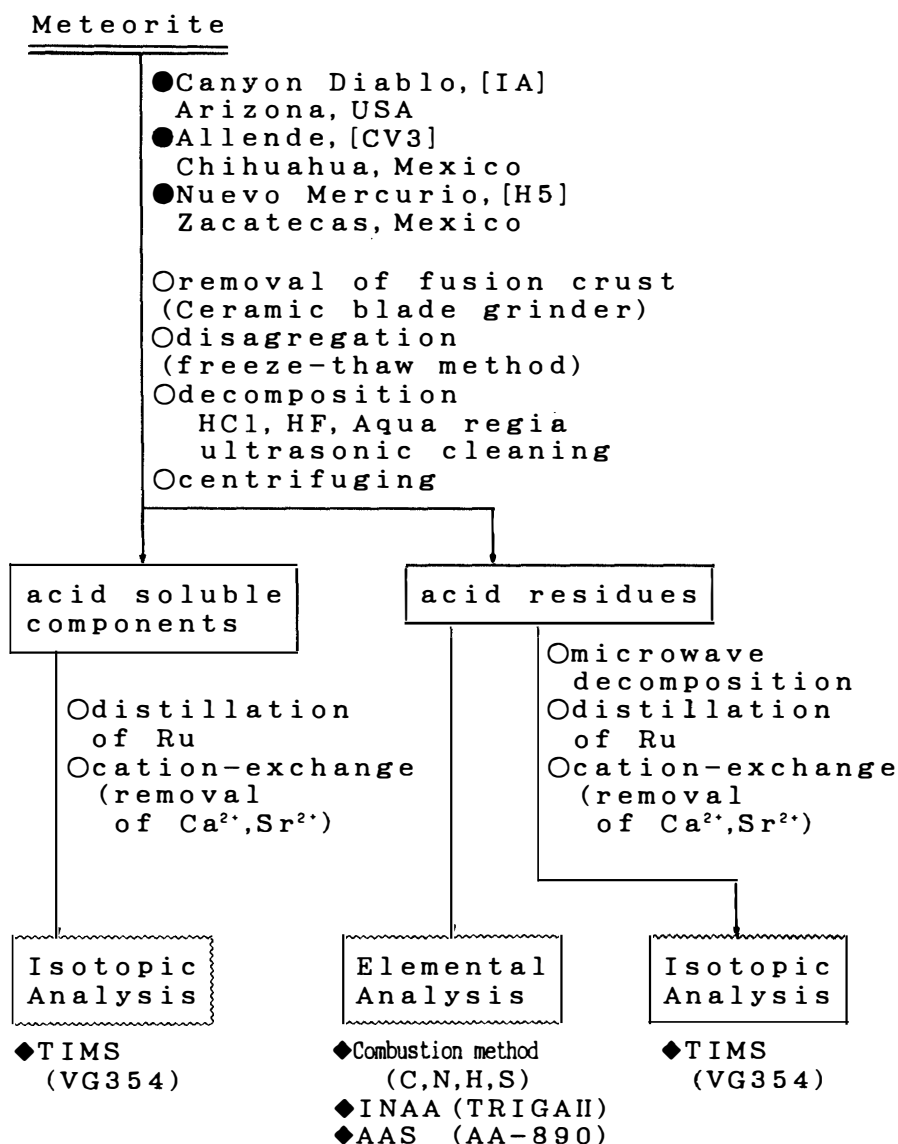 Meteorite
●Canyon Diablo, [IA]
Arizona, USA
●Allende, [CV3]
Chihuahua, Mexico
●Nuevo Mercurio, [H5]
Zacatecas, Mexico
○removal of fusion crust
(Ceramic blade grinder)
○disagregation
(freeze-thaw method)
○decomposition
HCl, HF, Aqua regia
ultrasonic cleaning
○centrifuging
acid soluble
components
○distillation
of Ru
○cation-exchange
(removal
of Ca²⁺,Sr²⁺)
Isotopic
Analysis
◆TIMS
(VG354)
acid residues
○microwave
decomposition
○distillation
of Ru
○cation-exchange
(removal
of Ca²⁺,Sr²⁺)
Elemental
Analysis
◆Combustion method
(C,N,H,S)
◆INAA (TRIGAII)
◆AAS (AA-890)
Isotopic
Analysis
◆TIMS
(VG354)